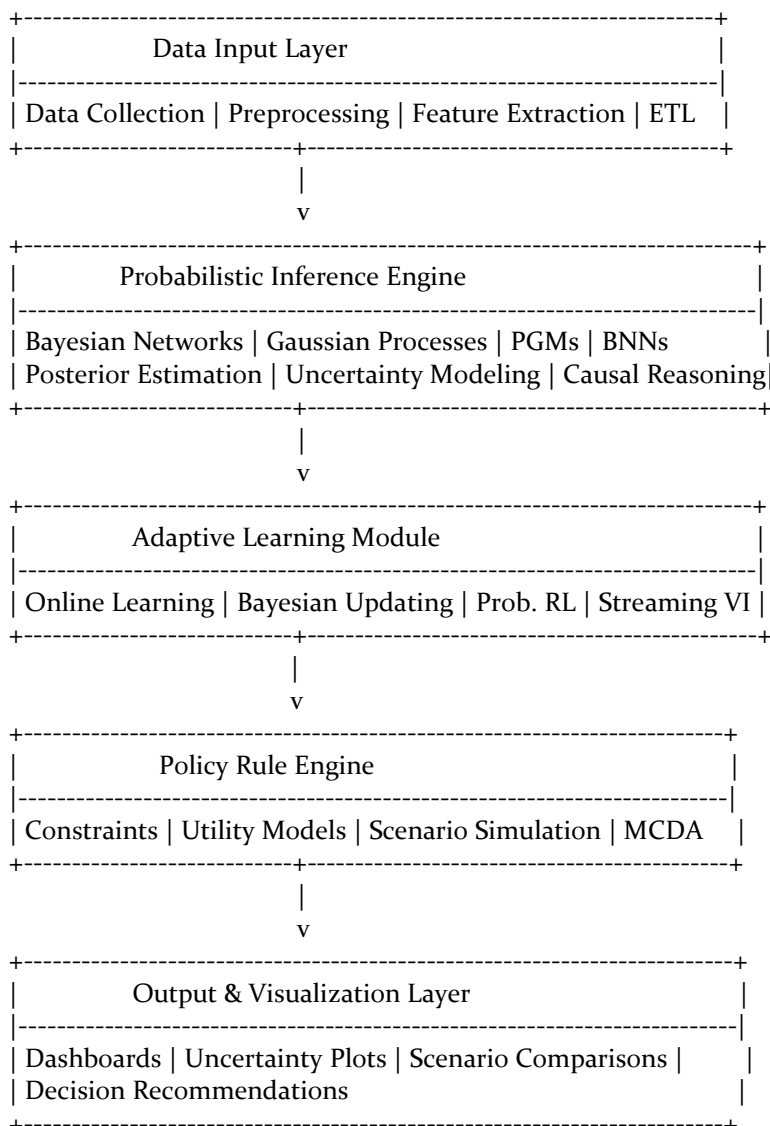 +----------------------------------------------------------------------+
| Data Input Layer |
|----------------------------------------------------------------------|
| Data Collection | Preprocessing | Feature Extraction | ETL |
+----------------------------+------------------------------------------+
|
v
+--------------------------------------------------------------------------+
| Probabilistic Inference Engine |
|--------------------------------------------------------------------------|
| Bayesian Networks | Gaussian Processes | PGMs | BNNs |
| Posterior Estimation | Uncertainty Modeling | Causal Reasoning|
+----------------------------+----------------------------------------------+
|
v
+--------------------------------------------------------------------------+
| Adaptive Learning Module |
|--------------------------------------------------------------------------|
| Online Learning | Bayesian Updating | Prob. RL | Streaming VI |
+----------------------------+----------------------------------------------+
|
v
+-----------------------------------------------------------------------+
| Policy Rule Engine |
|-----------------------------------------------------------------------|
| Constraints | Utility Models | Scenario Simulation | MCDA |
+----------------------------+-------------------------------------------+
|
v
+------------------------------------------------------------------------+
| Output & Visualization Layer |
|------------------------------------------------------------------------|
| Dashboards | Uncertainty Plots | Scenario Comparisons | |
| Decision Recommendations |
+-----------------------------------------------------------------------+